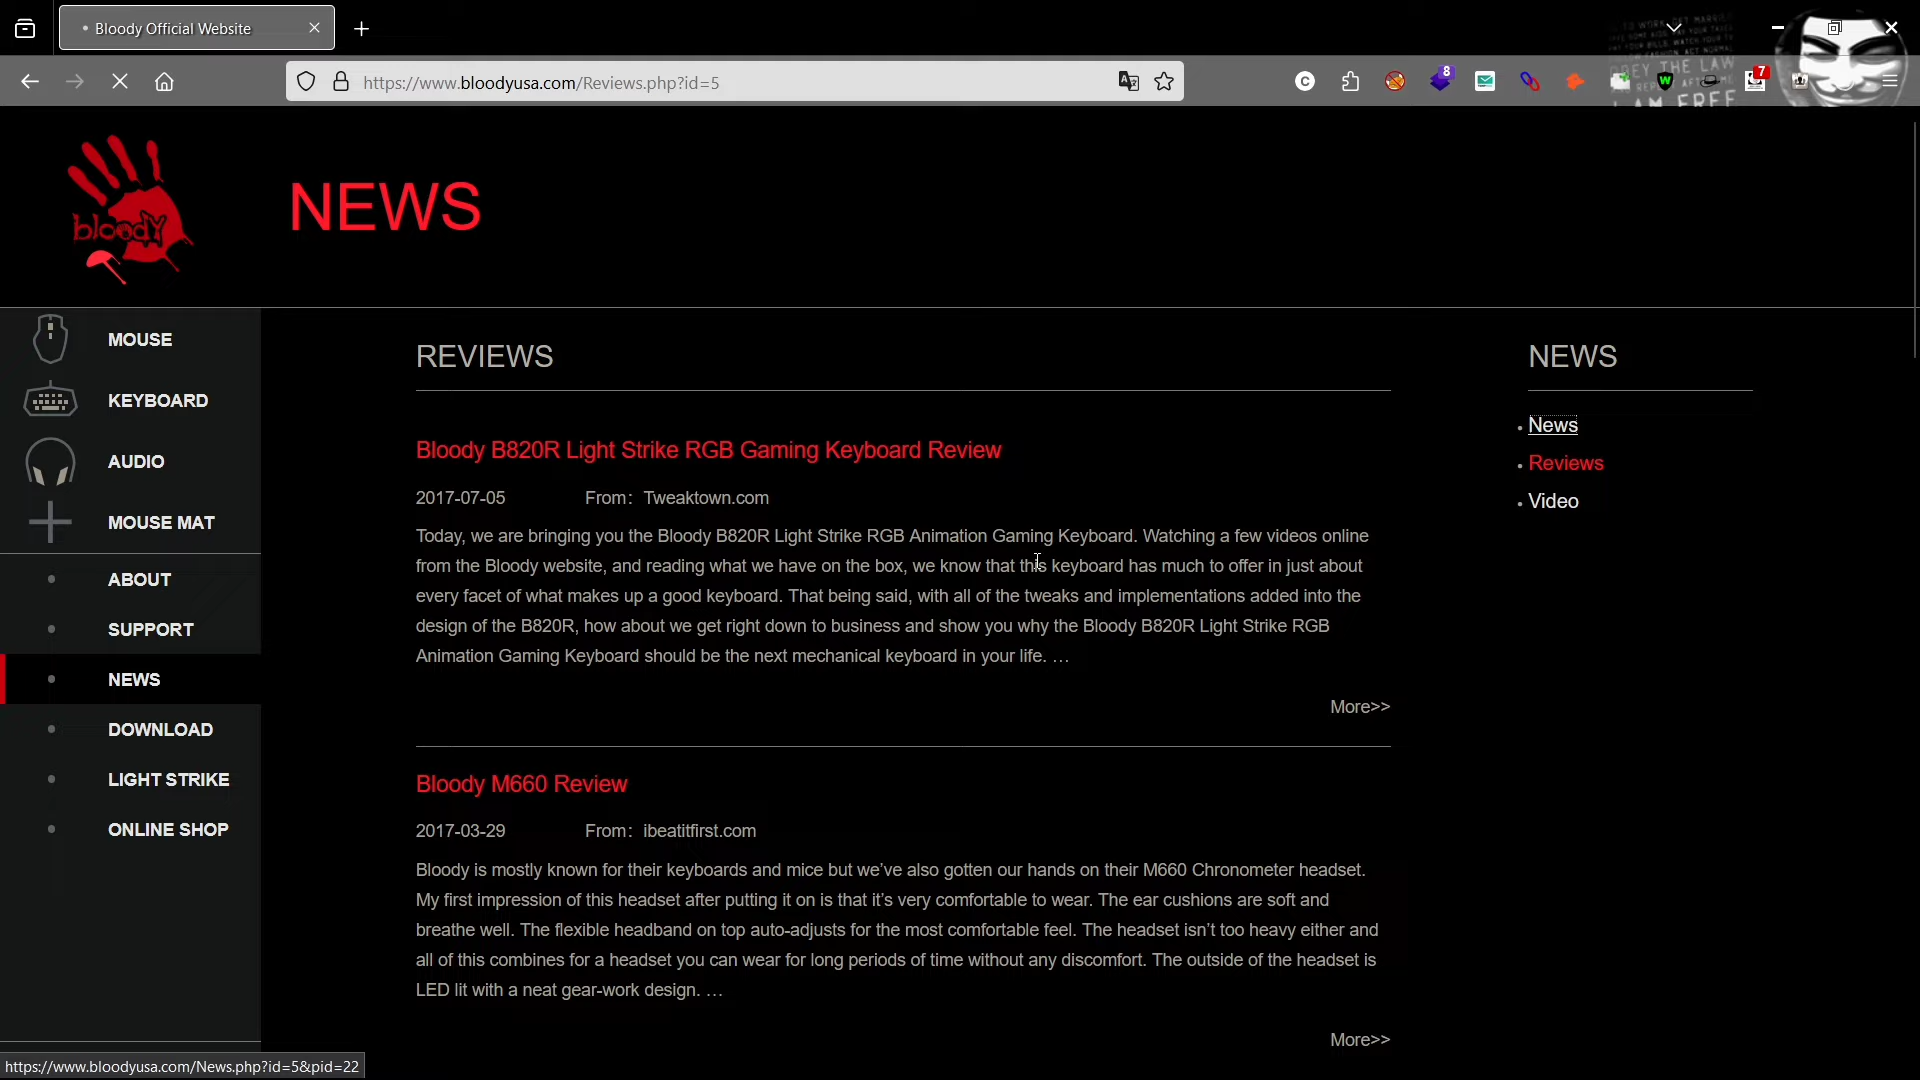 Bloody Official Website
https://www.bloodyusa.com/Reviews.php?id=5
8
7
bloody
NEWS
MOUSE
KEYBOARD
AUDIO
MOUSE MAT
ABOUT
SUPPORT
NEWS
DOWNLOAD
LIGHT STRIKE
ONLINE SHOP
REVIEWS
Bloody B820R Light Strike RGB Gaming Keyboard Review
2017-07-05 From: Tweaktown.com
Today, we are bringing you the Bloody B820R Light Strike RGB Animation Gaming Keyboard. Watching a few videos online
from the Bloody website, and reading what we have on the box, we know that this keyboard has much to offer in just about
every facet of what makes up a good keyboard. That being said, with all of the tweaks and implementations added into the
design of the B820R, how about we get right down to business and show you why the Bloody B820R Light Strike RGB
Animation Gaming Keyboard should be the next mechanical keyboard in your life. …
More>>
Bloody M660 Review
2017-03-29 From: ibeatitfirst.com
Bloody is mostly known for their keyboards and mice but we’ve also gotten our hands on their M660 Chronometer headset.
My first impression of this headset after putting it on is that it’s very comfortable to wear. The ear cushions are soft and
breathe well. The flexible headband on top auto-adjusts for the most comfortable feel. The headset isn’t too heavy either and
all of this combines for a headset you can wear for long periods of time without any discomfort. The outside of the headset is
LED lit with a neat gear-work design. …
More>>
NEWS
News
Reviews
Video
https://www.bloodyusa.com/News.php?id=5&pid=22